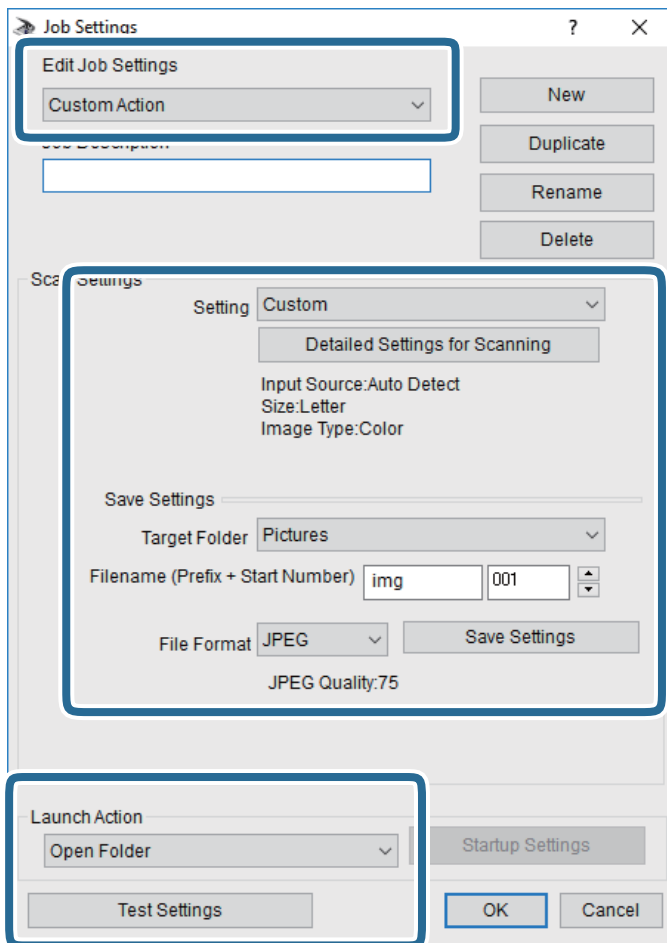 Job Settings
Edit Job Settings
Custom Action
New
Duplicate
Rename
Delete
Settings
Setting
Custom
Detailed Settings for Scanning
Input Source:Auto Detect
Size:Letter
Image Type:Color
Save Settings
Target Folder
Pictures
Filename (Prefix + Start Number)
img
001
File Format
JPEG
Save Settings
JPEG Quality:75
Launch Action
Open Folder
Startup Settings
Test Settings
OK
Cancel